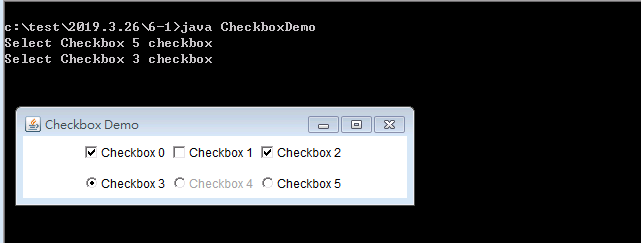 c:\test\2019.3.26\6-1>java CheckboxDemo
Select Checkbox 5 checkbox
Select Checkbox 3 checkbox
Checkbox Demo
Checkbox 0 Checkbox 1 Checkbox 2
Checkbox 3 Checkbox 4 Checkbox 5